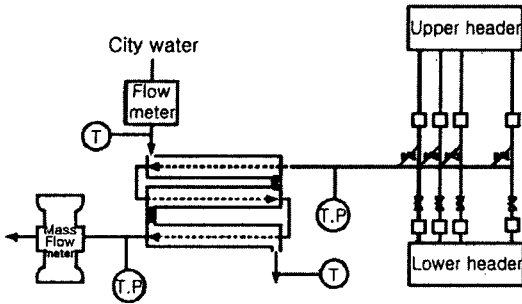 Upper header
City water
Flow
meter
T
T.P
Mass
Flow
meter
T.P
T
Lower header